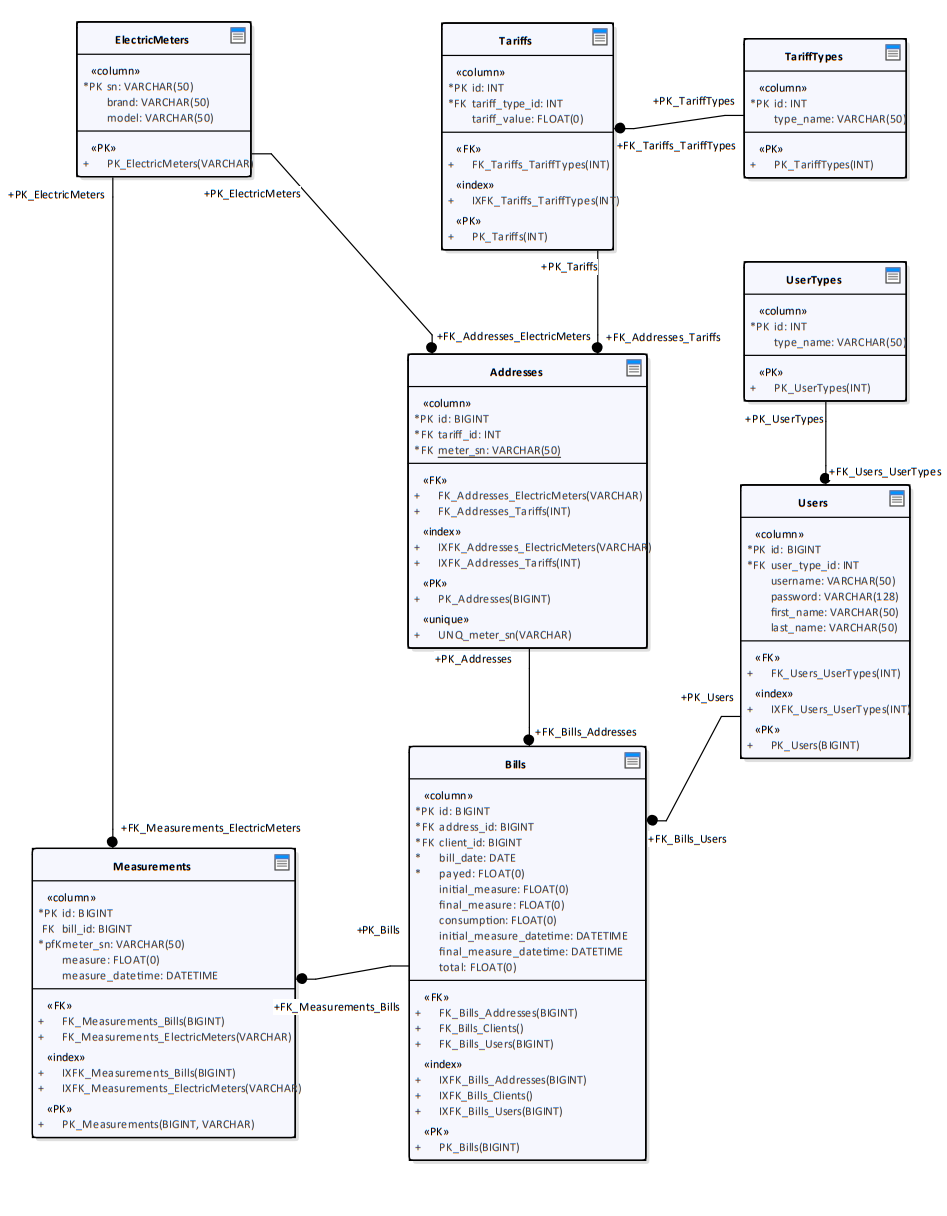 ElectricMeters
«column»
*PK sn: VARCHAR(50)
brand: VARCHAR(50)
model: VARCHAR(50)
«PK»
+ PK_ElectricMeters(VARCHAR)
+PK_ElectricMeters
+PK_ElectricMeters
Tariffs
«column»
*PK id: INT
*FK tariff_type_id: INT
tariff_value: FLOAT(0)
«FK»
+ FK_Tariffs_TariffTypes(INT)
«index»
+ IXFK_Tariffs_TariffTypes(INT)
«PK»
+ PK_Tariffs(INT)
+PK_Tariffs
+PK_TariffTypes
+FK_Tariffs_TariffTypes
TariffTypes
«column»
*PK id: INT
type_name: VARCHAR(50)
«PK»
+ PK_TariffTypes(INT)
UserTypes
«column»
*PK id: INT
type_name: VARCHAR(50)
«PK»
+ PK_UserTypes(INT)
+PK_UserTypes
+FK_Users_UserTypes
+FK_Addresses_ElectricMeters
+FK_Addresses_Tariffs
Addresses
«column»
*PK id: BIGINT
*FK tariff_id: INT
*FK meter_sn: VARCHAR(50)
«FK»
+ FK_Addresses_ElectricMeters(VARCHAR)
+ FK_Addresses_Tariffs(INT)
«index»
+ IXFK_Addresses_ElectricMeters(VARCHAR)
+ IXFK_Addresses_Tariffs(INT)
«PK»
+ PK_Addresses(BIGINT)
«unique»
+ UNQ_meter_sn(VARCHAR)
+PK_Addresses
+FK_Bills_Addresses
Users
«column»
*PK id: BIGINT
*FK user_type_id: INT
username: VARCHAR(50)
password: VARCHAR(128)
first_name: VARCHAR(50)
last_name: VARCHAR(50)
«FK»
+ FK_Users_UserTypes(INT)
«index»
+ IXFK_Users_UserTypes(INT)
«PK»
+ PK_Users(BIGINT)
+PK_Users
+FK_Bills_Users
Bills
«column»
*PK id: BIGINT
*FK address_id: BIGINT
*FK client_id: BIGINT
* bill_date: DATE
* payed: FLOAT(0)
initial_measure: FLOAT(0)
final_measure: FLOAT(0)
consumption: FLOAT(0)
initial_measure_datetime: DATETIME
final_measure_datetime: DATETIME
total: FLOAT(0)
«FK»
+ FK_Bills_Addresses(BIGINT)
+ FK_Bills_Clients()
+ FK_Bills_Users(BIGINT)
«index»
+ IXFK_Bills_Addresses(BIGINT)
+ IXFK_Bills_Clients()
+ IXFK_Bills_Users(BIGINT)
«PK»
+ PK_Bills(BIGINT)
+PK_Bills
+FK_Measurements_Bills
+FK_Measurements_ElectricMeters
Measurements
«column»
*PK id: BIGINT
FK bill_id: BIGINT
*pfKmeter_sn: VARCHAR(50)
measure: FLOAT(0)
measure_datetime: DATETIME
«FK»
+ FK_Measurements_Bills(BIGINT)
+ FK_Measurements_ElectricMeters(VARCHAR)
«index»
+ IXFK_Measurements_Bills(BIGINT)
+ IXFK_Measurements_ElectricMeters(VARCHAR)
«PK»
+ PK_Measurements(BIGINT, VARCHAR)